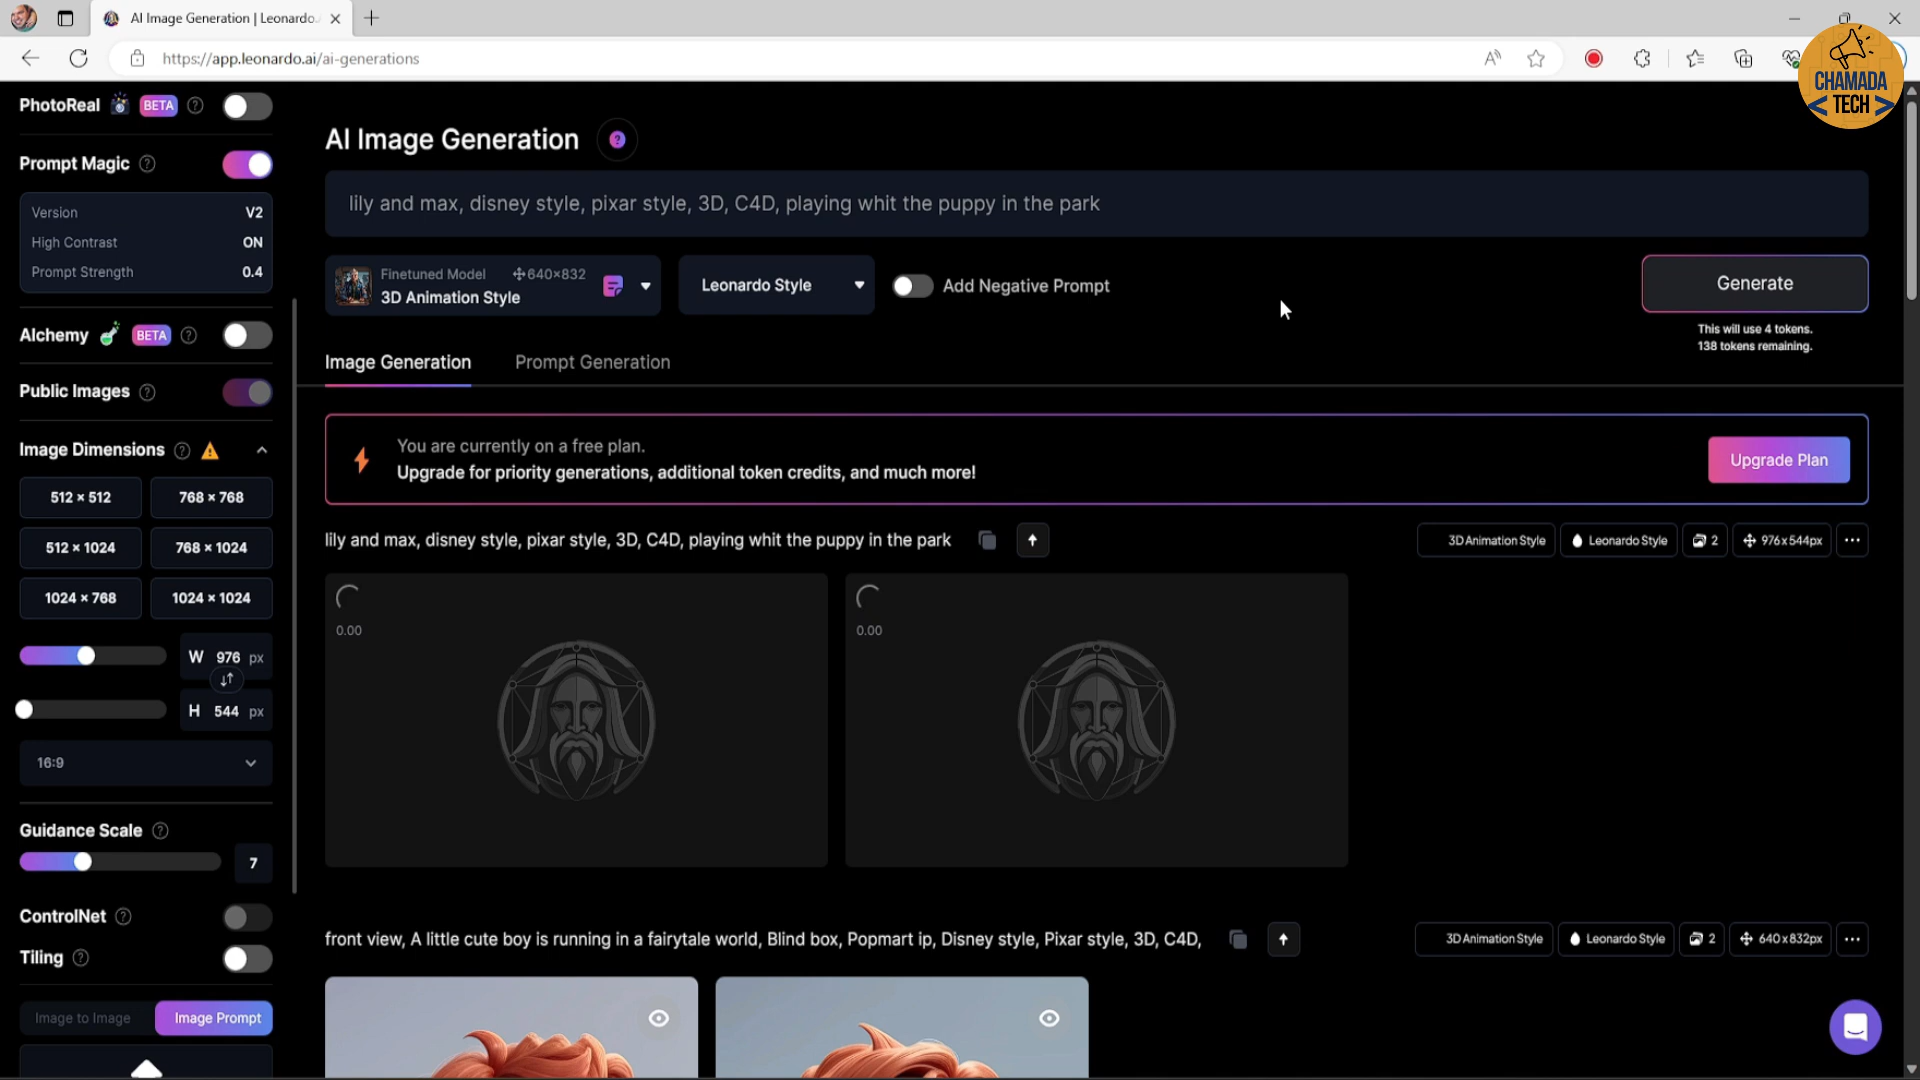 AI Image Generation | Leonardo.
https://app.leonardo.ai/ai-generations
CHAMADA
< TECH >
PhotoReal BETA
Prompt Magic
Version V2
High Contrast ON
Prompt Strength 0.4
Alchemy BETA
Public Images
Image Dimensions
512 × 512 768 × 768
512 × 1024 768 × 1024
1024 × 768 1024 × 1024
W 976 px
H 544 px
16:9
Guidance Scale
7
ControlNet
Tiling
Image to Image Image Prompt
AI Image Generation
lily and max, disney style, pixar style, 3D, C4D, playing whit the puppy in the park
Finetuned Model 640×832
3D Animation Style
Leonardo Style
Add Negative Prompt
Generate
This will use 4 tokens.
138 tokens remaining.
Image Generation Prompt Generation
You are currently on a free plan.
Upgrade for priority generations, additional token credits, and much more!
Upgrade Plan
lily and max, disney style, pixar style, 3D, C4D, playing whit the puppy in the park
3D Animation Style Leonardo Style 2 976x544px
0.00 0.00
front view, A little cute boy is running in a fairytale world, Blind box, Popmart ip, Disney style, Pixar style, 3D, C4D,
3D Animation Style Leonardo Style 2 640x832px